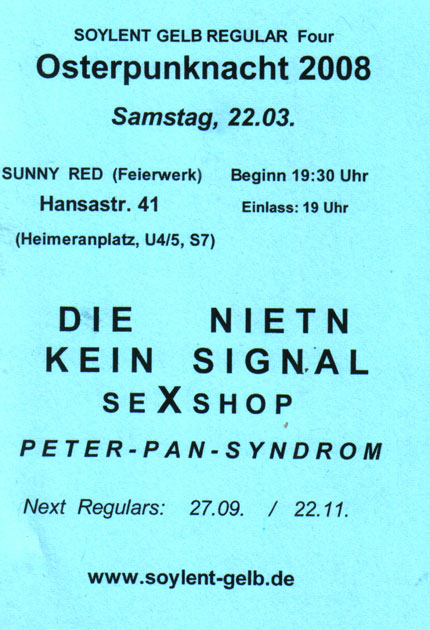 SOYLENT GELB REGULAR Four
Osterpunknacht 2008
Samstag, 22.03.
SUNNY RED (Feierwerk) Beginn 19:30 Uhr
Hansastr. 41 Einlass: 19 Uhr
(Heimeranplatz, U4/5, S7)
DIE NIETN
KEIN SIGNAL
SEXSHOP
PETER-PAN-SYNDROM
Next Regulars: 27.09. / 22.11.
www.soylent-gelb.de